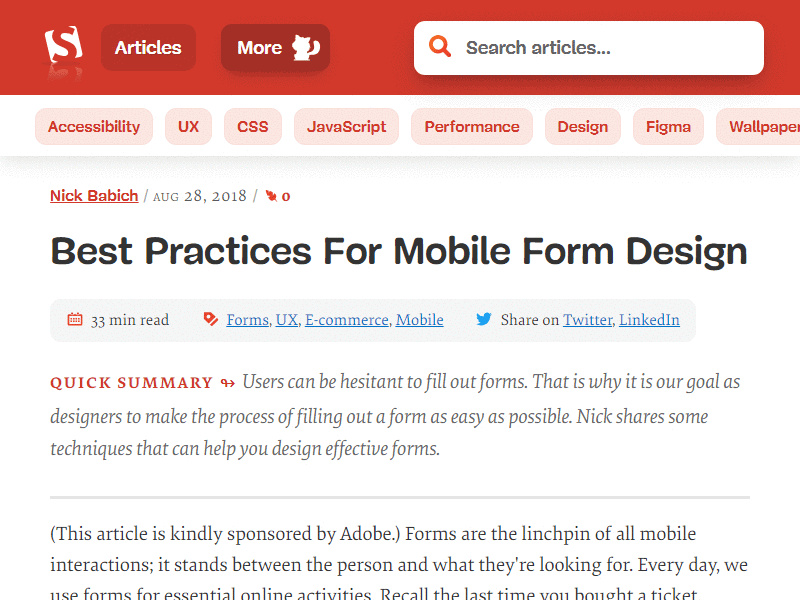 Articles
More
Search articles...
Accessibility
UX
CSS
JavaScript
Performance
Design
Figma
Wallpaper
Nick Babich / AUG 28, 2018 / 0
Best Practices For Mobile Form Design
33 min read
Forms, UX, E-commerce, Mobile
Share on Twitter, LinkedIn
QUICK SUMMARY ↬ Users can be hesitant to fill out forms. That is why it is our goal as
designers to make the process of filling out a form as easy as possible. Nick shares some
techniques that can help you design effective forms.
(This article is kindly sponsored by Adobe.) Forms are the linchpin of all mobile
interactions; it stands between the person and what they're looking for. Every day, we
use forms for essential online activities. Recall the last time you bought a ticket,